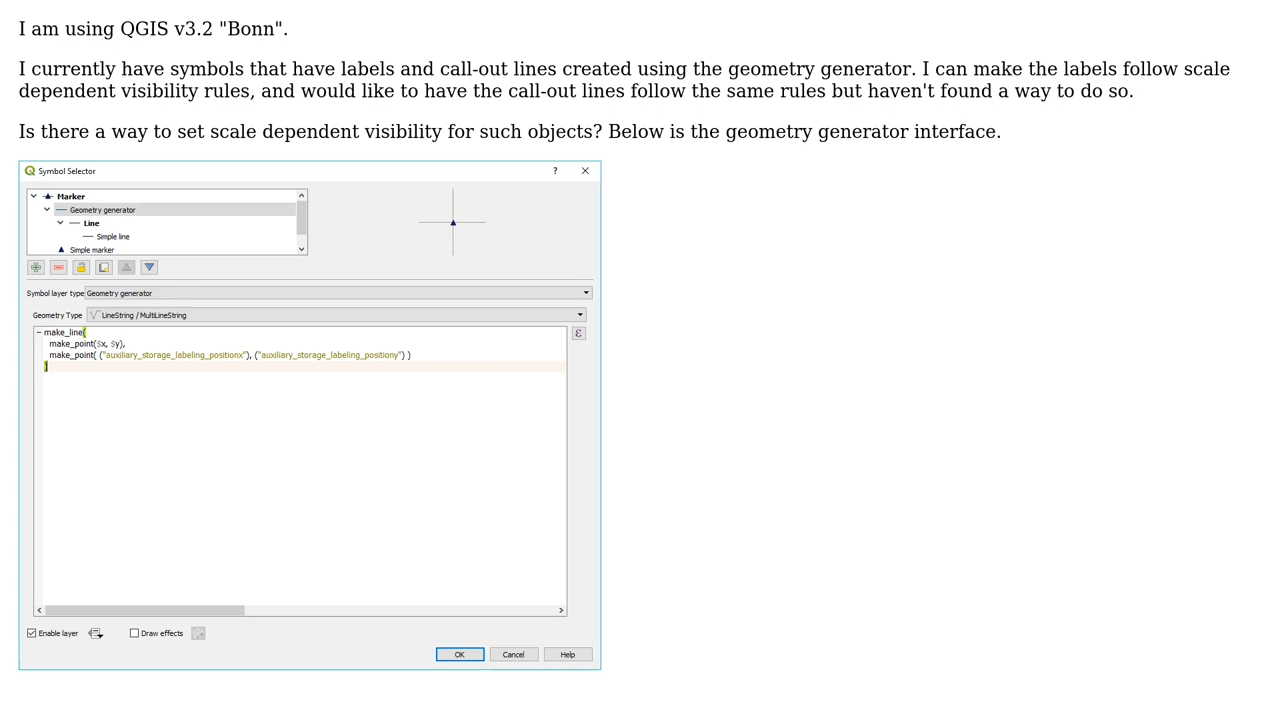 I am using QGIS v3.2 "Bonn".
I currently have symbols that have labels and call-out lines created using the geometry generator. I can make the labels follow scale
dependent visibility rules, and would like to have the call-out lines follow the same rules but haven't found a way to do so.
Is there a way to set scale dependent visibility for such objects? Below is the geometry generator interface.
Symbol Selector
Marker
Geometry generator
Line
Simple line
Simple marker
Symbol layer type Geometry generator
Geometry Type LineString / MultiLineString
make_line(
make_point($x, $y),
make_point( ("auxiliary_storage_labeling_positionx"), ("auxiliary_storage_labeling_positiony") )
)
ε
Enable layer Draw effects
OK Cancel Help